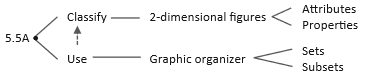 Attributes
Classify 2-dimensional figures
Properties
5.5A
Sets
Use Graphic organizer
Subsets